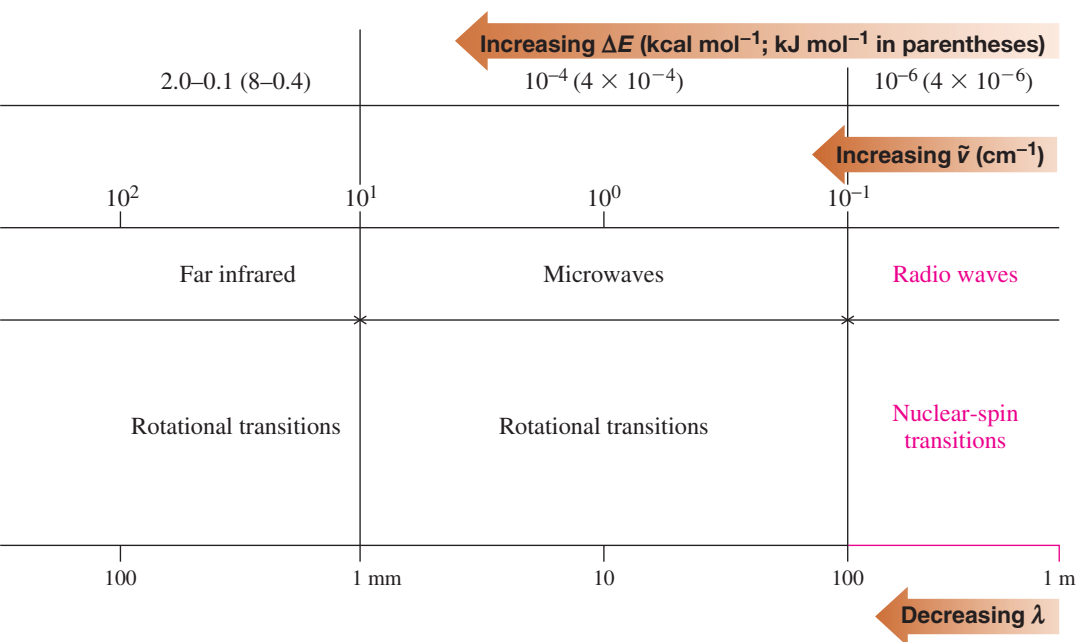 Increasing ΔE (kcal mol⁻¹; kJ mol⁻¹ in parentheses)
2.0–0.1 (8–0.4)
10⁻⁴ (4 × 10⁻⁴)
10⁻⁶ (4 × 10⁻⁶)
Increasing ν̃ (cm⁻¹)
10²
10¹
10⁰
10⁻¹
Far infrared
Microwaves
Radio waves
Rotational transitions
Rotational transitions
Nuclear-spin
transitions
100
1 mm
10
100
1 m
Decreasing λ